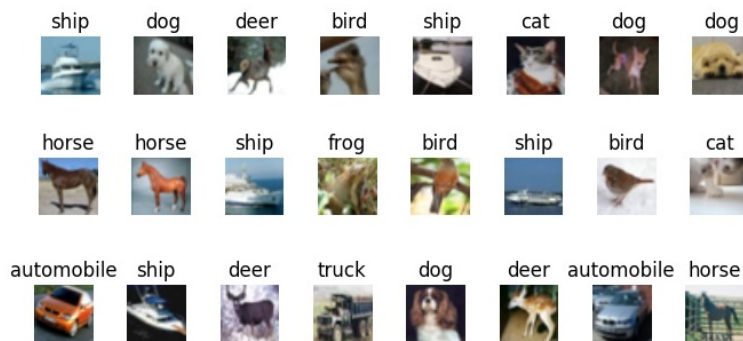 ship dog deer bird ship cat dog dog
horse horse ship frog bird ship bird cat
automobile ship deer truck dog deer automobile horse